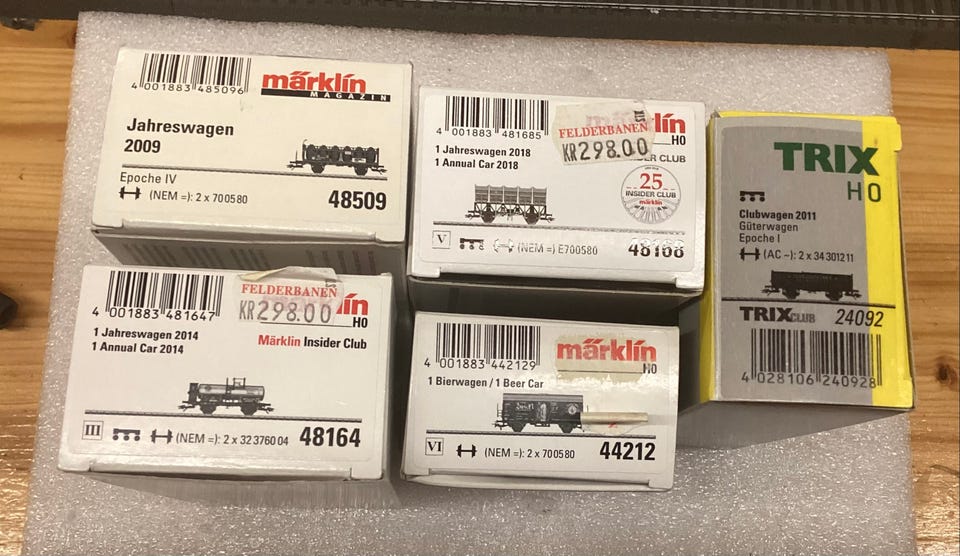 4 001883 485096
märklin
MAGAZIN
Jahreswagen
2009
Epoche IV
(NEM =): 2 x 700580
48509
4 001883 481685
FELDERBANEN
KR298.00
H0
1 Jahreswagen 2018
1 Annual Car 2018
CLUB
25
INSIDER CLUB
märklin
V
(NEM =) E700580
48168
TRIX
H0
Clubwagen 2011
Güterwagen
Epoche I
(AC ~): 2 x 34 3012 11
TRIX CLUB
24092
4 028106 240928
4 001883 481647
FELDERBANEN
KR298.00
H0
1 Jahreswagen 2014
1 Annual Car 2014
Märklin Insider Club
III
(NEM =): 2 x 32 3760 04
48164
4 001883 442129
märklin
H0
1 Bierwagen / 1 Beer Car
VI
(NEM =): 2 x 700580
44212